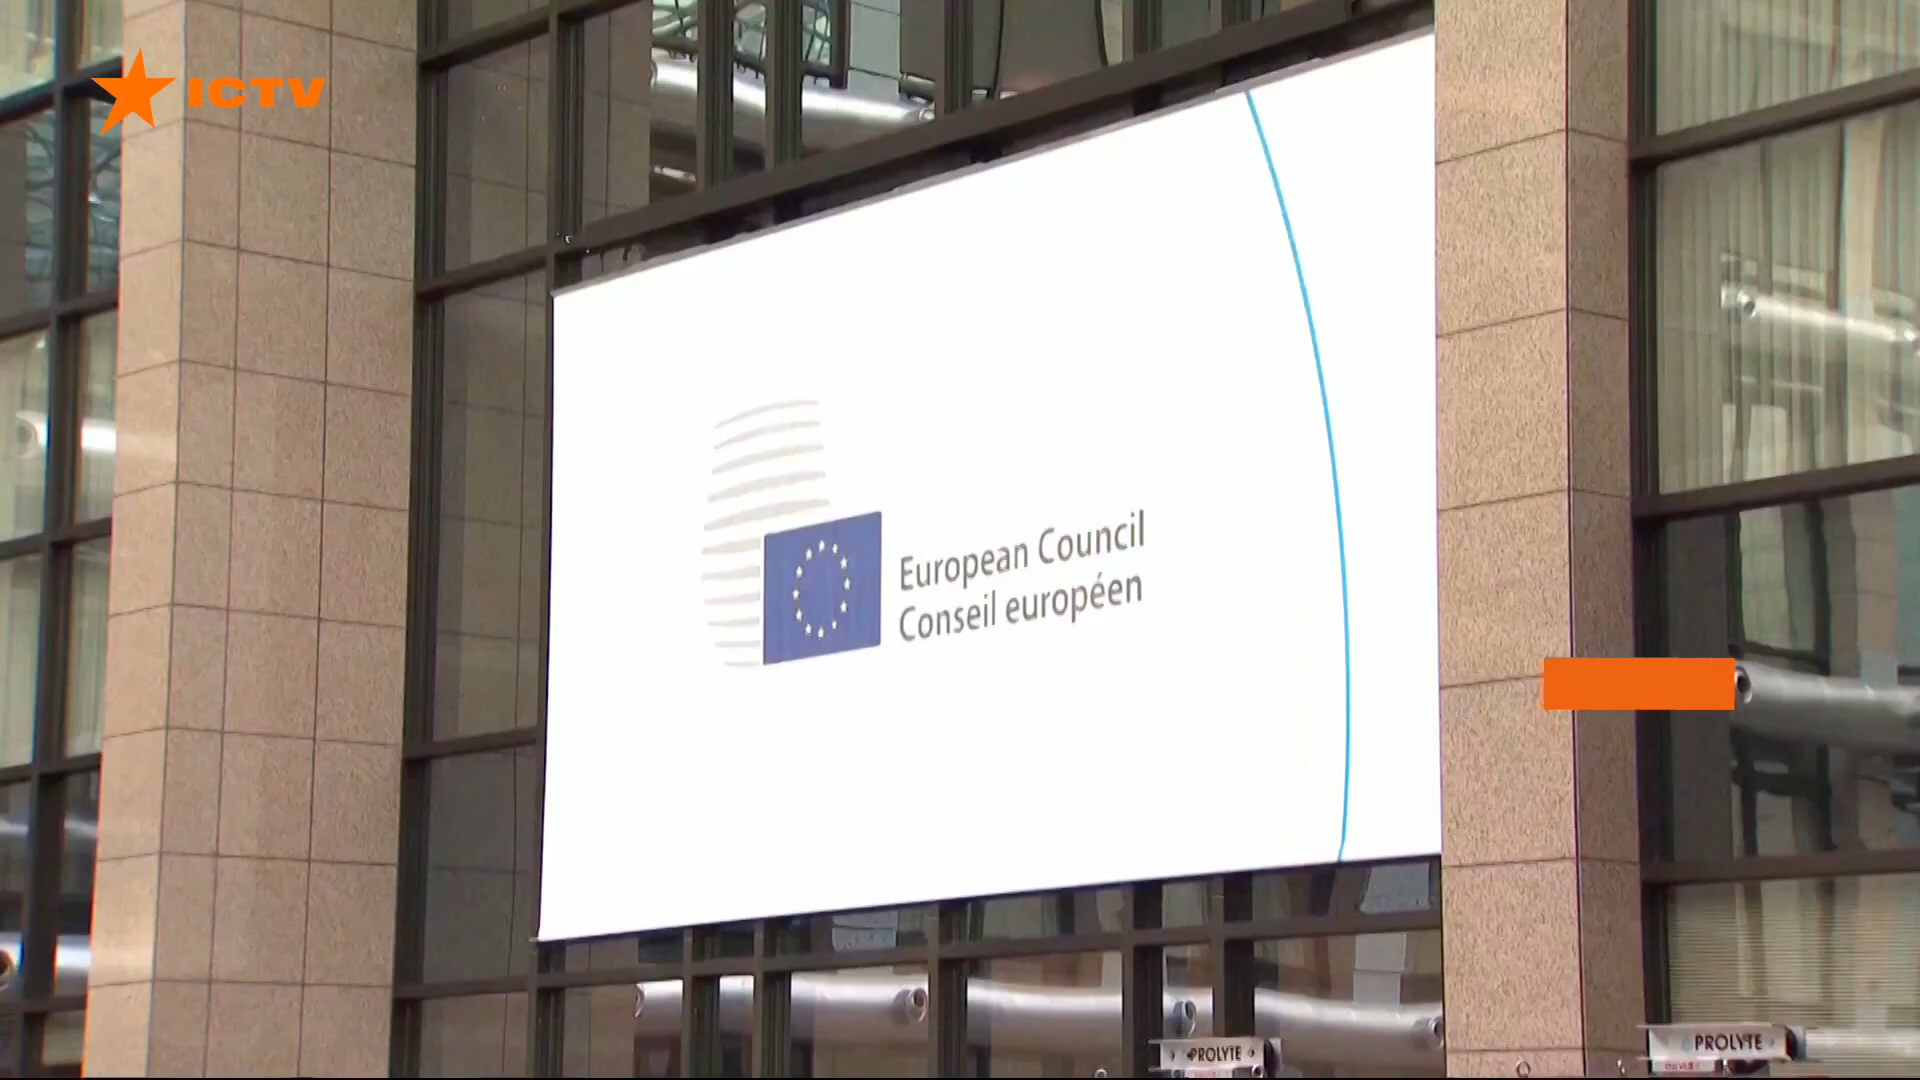 ICTV
European Council
Conseil européen
PROLYTE
PROLYTE